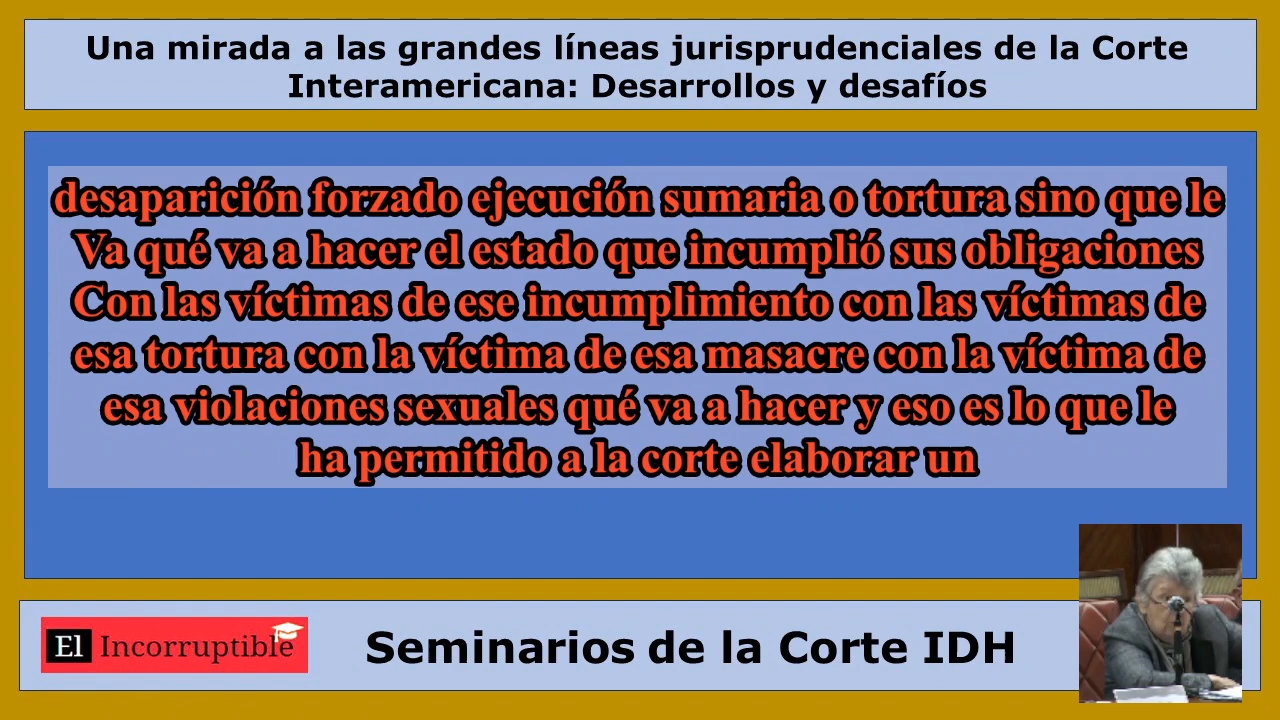 Una mirada a las grandes líneas jurisprudenciales de la Corte
Interamericana: Desarrollos y desafíos
desaparición forzado ejecución sumaria o tortura sino que le
Va qué va a hacer el estado que incumplió sus obligaciones
Con las víctimas de ese incumplimiento con las víctimas de
esa tortura con la víctima de esa masacre con la víctima de
esa violaciones sexuales qué va a hacer y eso es lo que le
ha permitido a la corte elaborar un
El Incorruptible
Seminarios de la Corte IDH